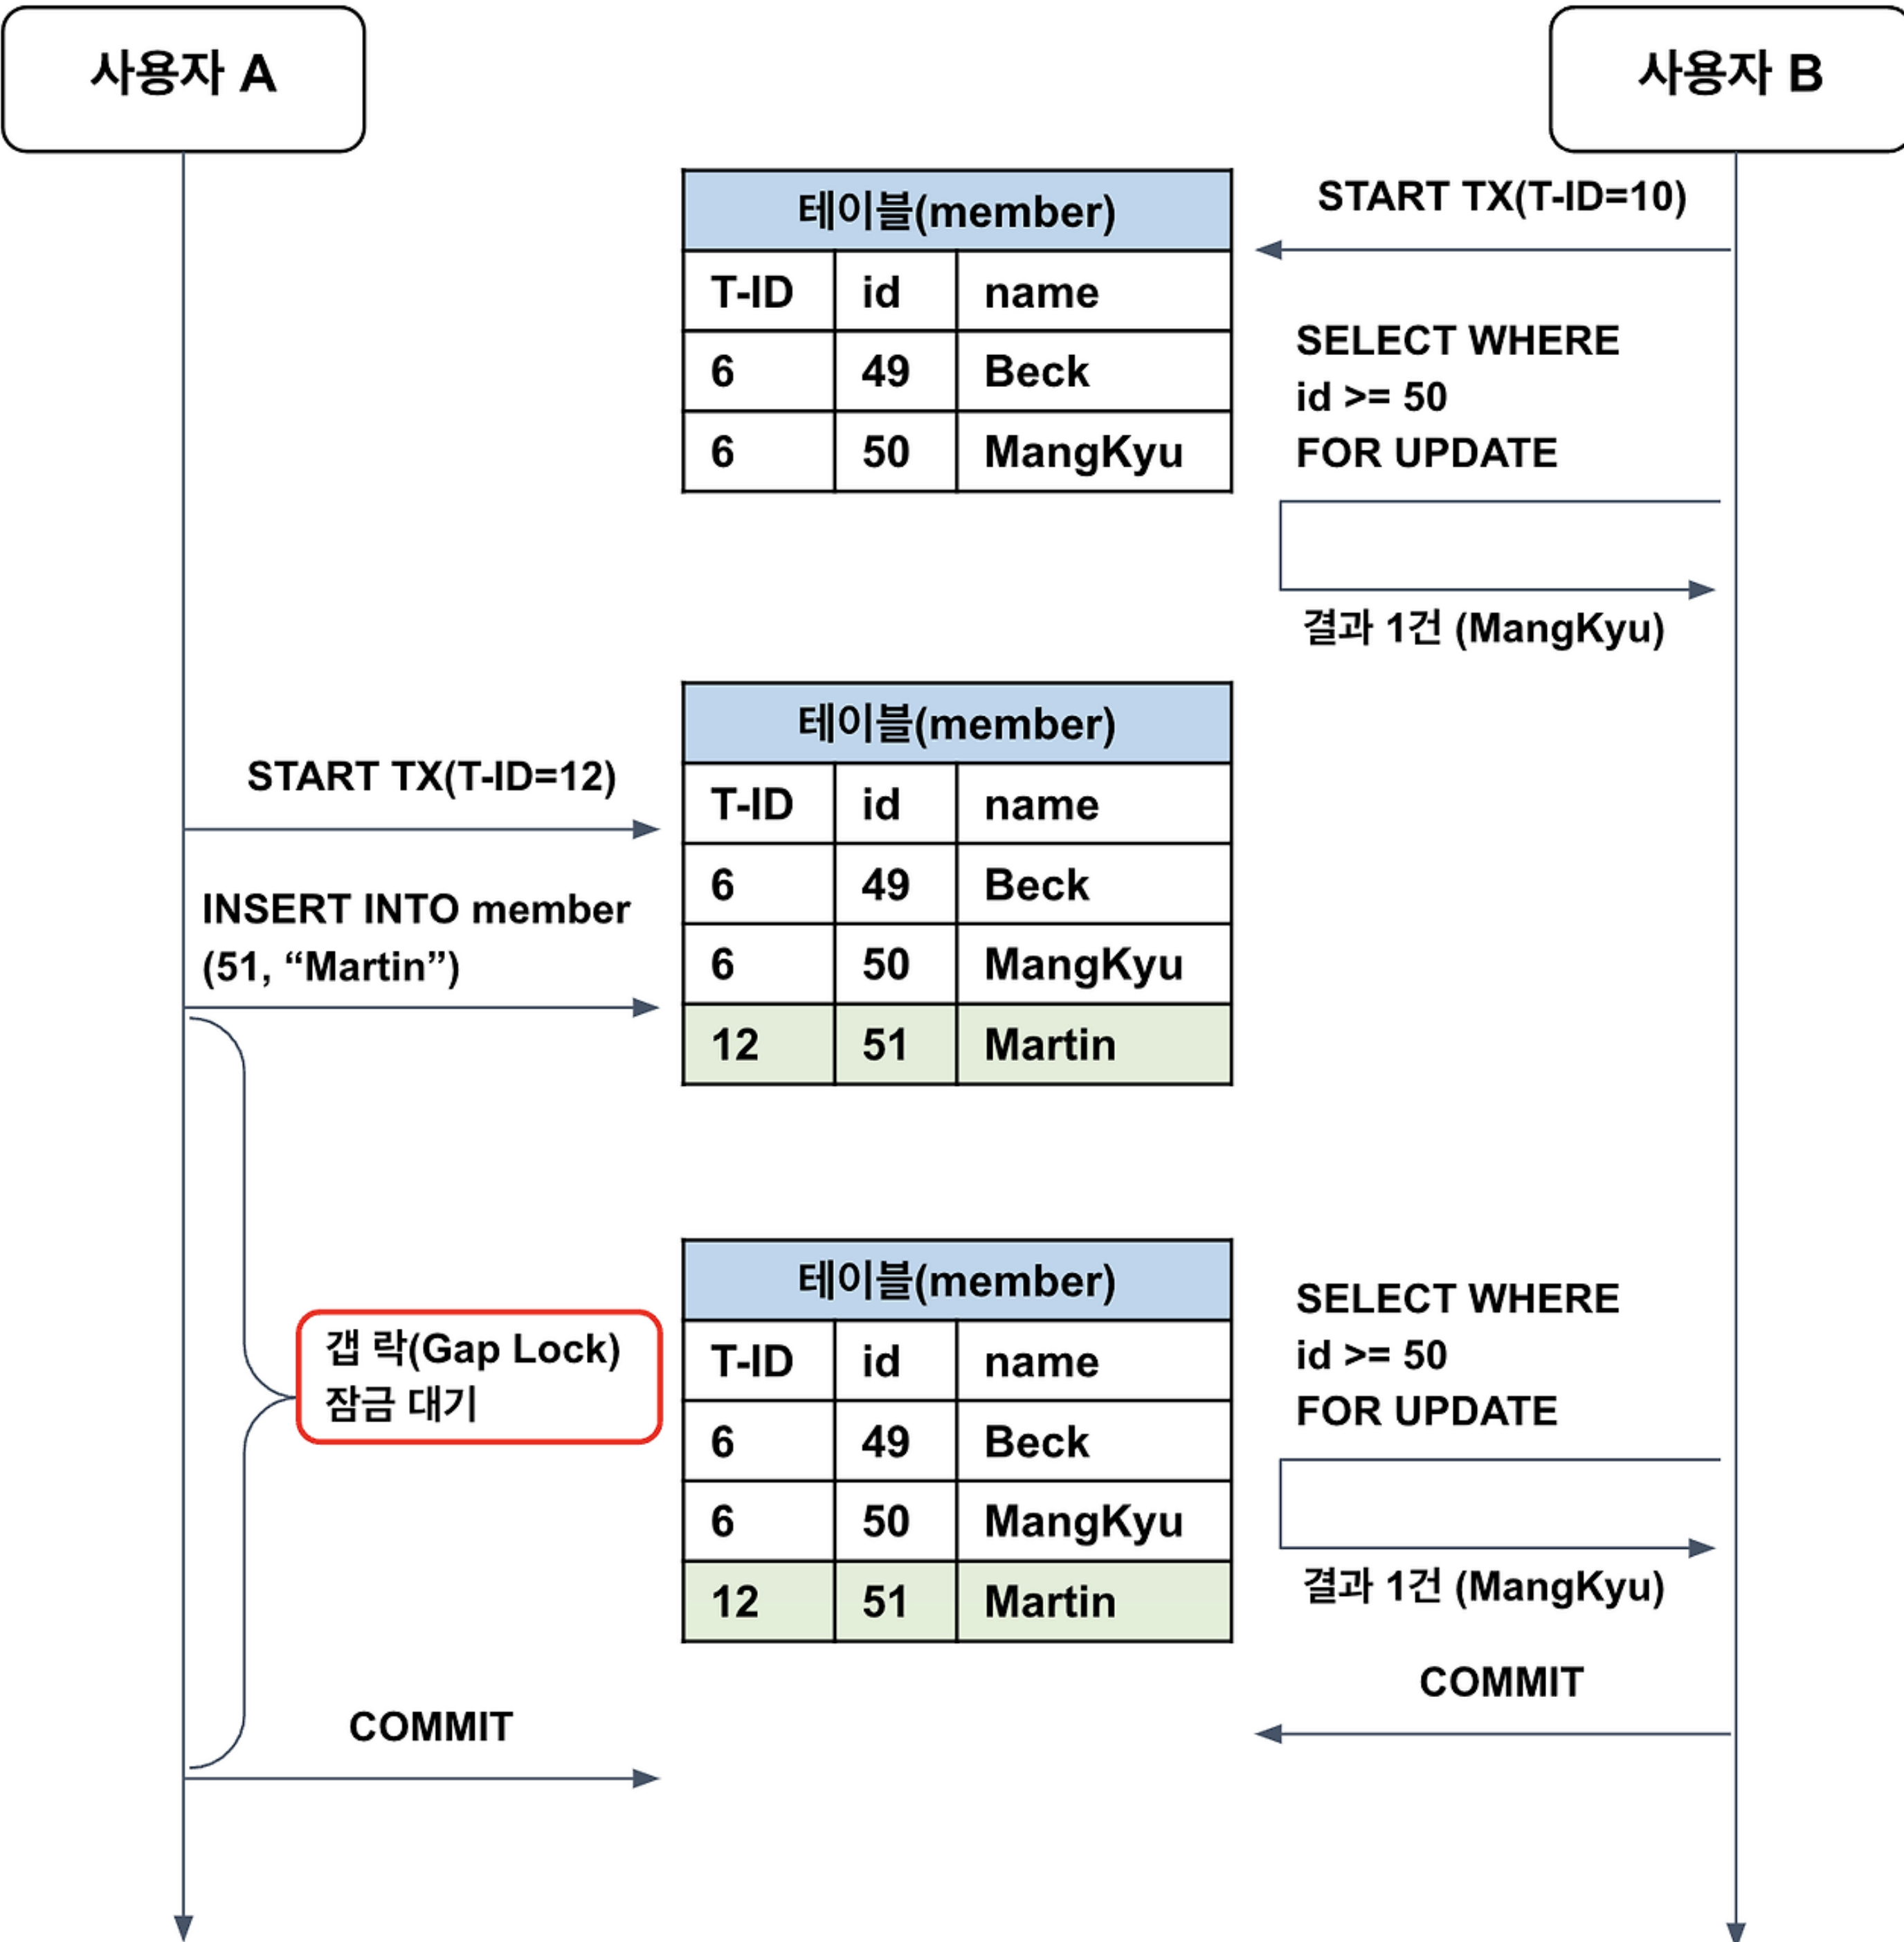 사용자 A
사용자 B
START TX(T-ID=10)
테이블(member)
T-ID id name
6 49 Beck
6 50 MangKyu
SELECT WHERE
id >= 50
FOR UPDATE
결과 1건 (MangKyu)
START TX(T-ID=12)
INSERT INTO member
(51, “Martin”)
테이블(member)
T-ID id name
6 49 Beck
6 50 MangKyu
12 51 Martin
갭 락(Gap Lock)
잠금 대기
테이블(member)
T-ID id name
6 49 Beck
6 50 MangKyu
12 51 Martin
SELECT WHERE
id >= 50
FOR UPDATE
결과 1건 (MangKyu)
COMMIT
COMMIT